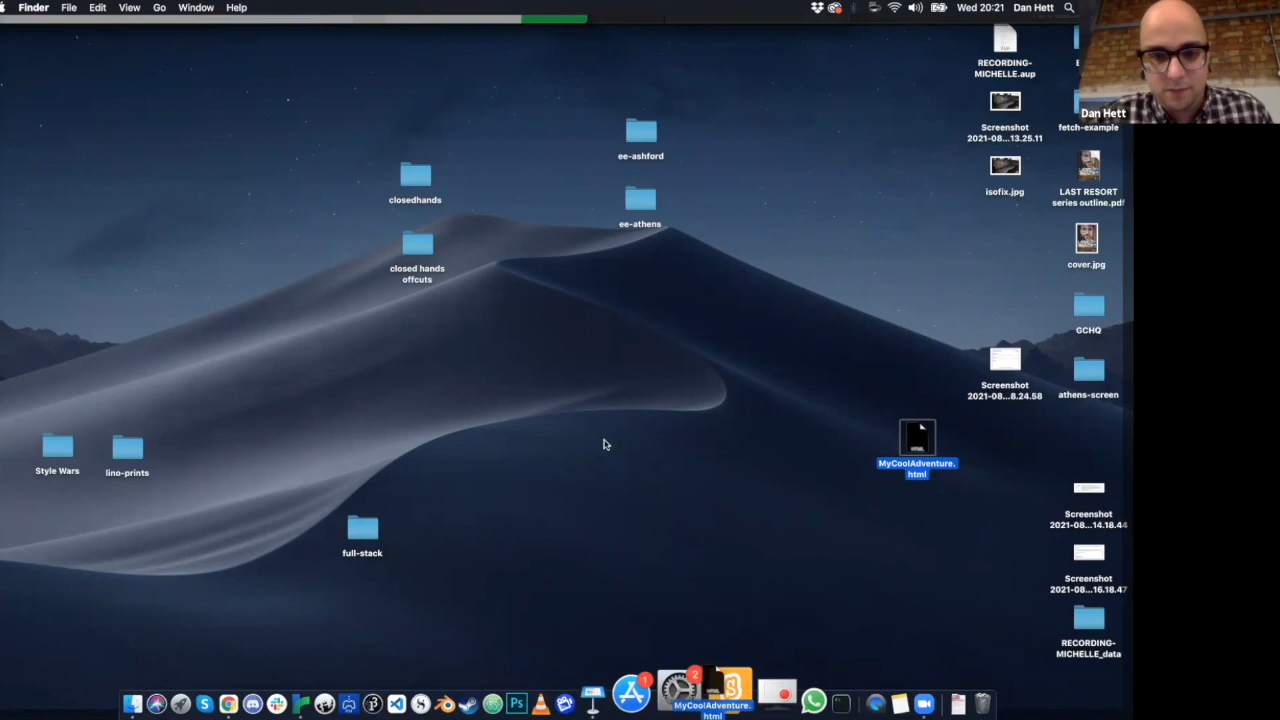 Finder File Edit View Go Window Help
Wed 20:21 Dan Hett
RECORDING-
MICHELLE.aup
Dan Hett
Screenshot
2021-08...13.25.11
fetch-example
ee-ashford
isofix.jpg
LAST RESORT
series outline.pdf
closedhands
ee-athens
cover.jpg
closed hands
offcuts
GCHQ
Screenshot
2021-08...8.24.58
athens-screen
Style Wars
lino-prints
MyCoolAdventure.
html
Screenshot
2021-08...14.18.44
full-stack
Screenshot
2021-08...16.18.47
RECORDING-
MICHELLE_data
1
2
Ps
MyCoolAdventure.
html